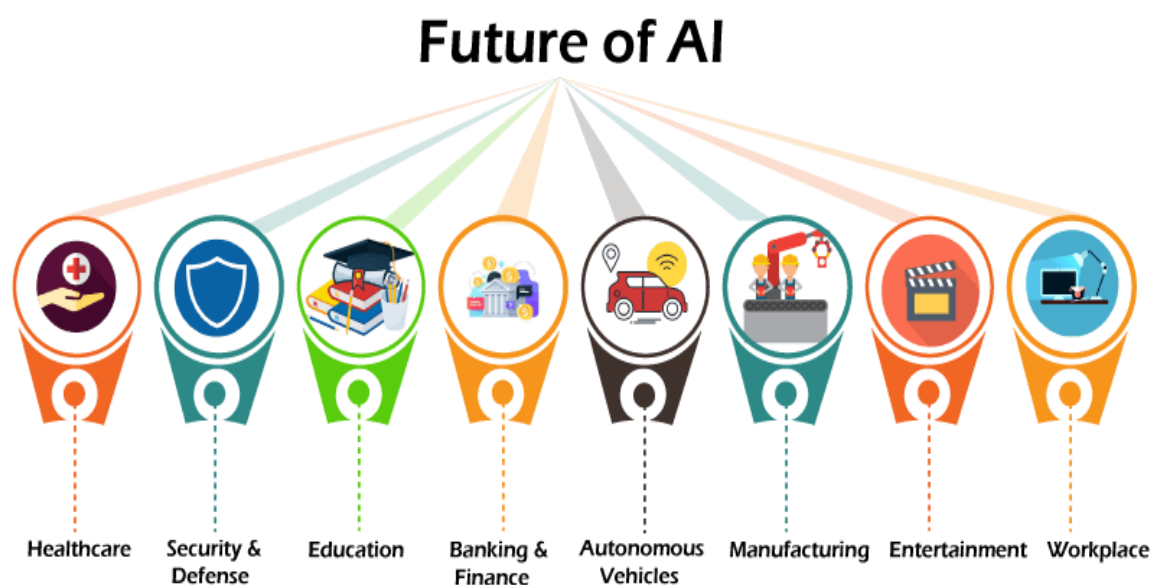 Future of AI
Healthcare
Security &
Defense
Education
Banking &
Finance
Autonomous
Vehicles
Manufacturing
Entertainment
Workplace